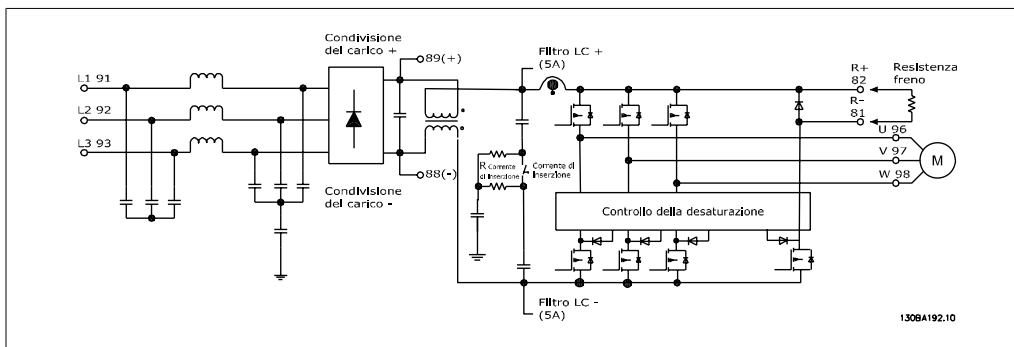 Condivisione
del carico +
89(+)
Filtro LC +
(5A)
R+
82
Resistenza
freno
L1 91
R-
81
L2 92
U 96
L3 93
V 97
M
W 98
R Corrente
di Inserzione
Corrente di
Inserzione
88(-)
Condivisione
del carico -
Controllo della desaturazione
Filtro LC -
(5A)
130BA192.10